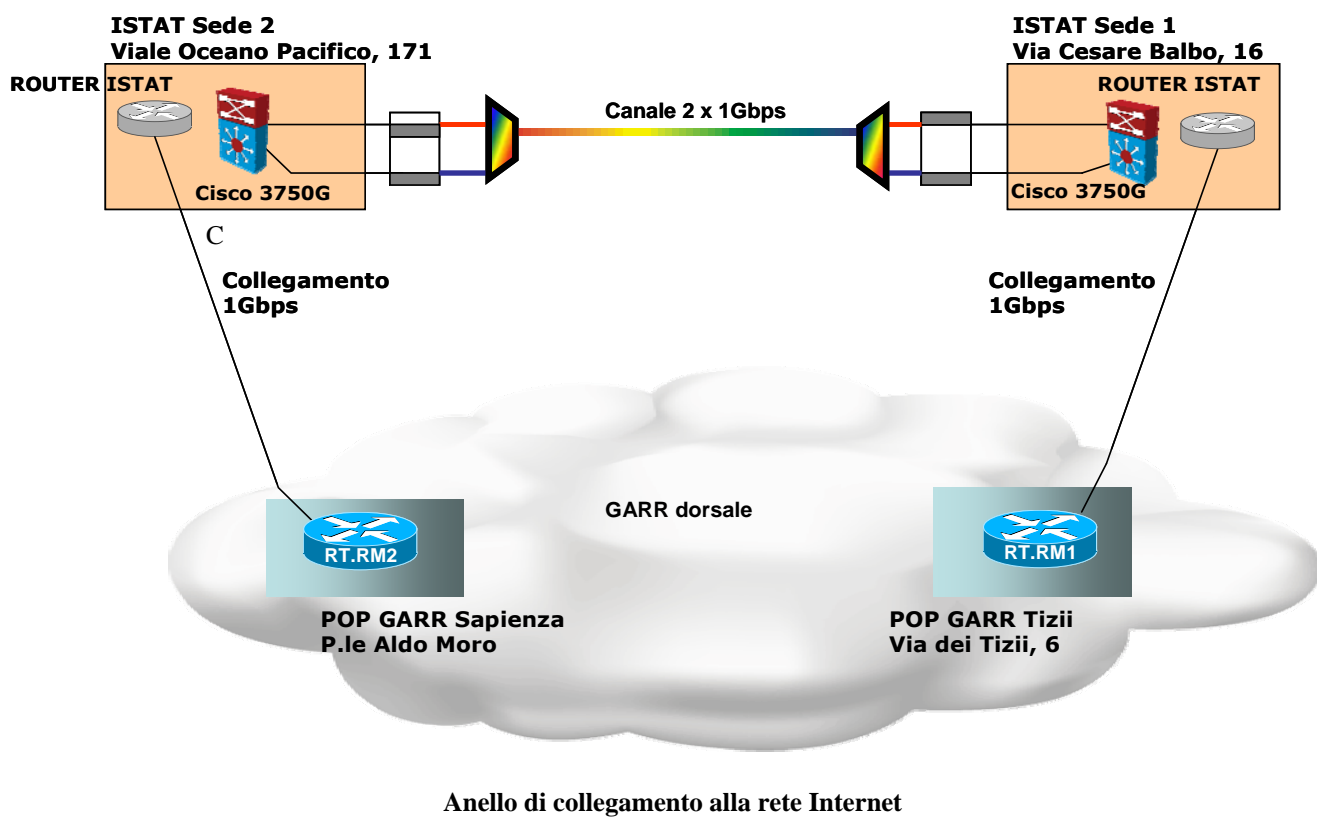 ISTAT Sede 2
Viale Oceano Pacifico, 171
ROUTER ISTAT
Cisco 3750G
C
Collegamento
1Gbps
Canale 2 x 1Gbps
ISTAT Sede 1
Via Cesare Balbo, 16
ROUTER ISTAT
Cisco 3750G
Collegamento
1Gbps
GARR dorsale
RT.RM2
POP GARR Sapienza
P.le Aldo Moro
RT.RM1
POP GARR Tizii
Via dei Tizii, 6
Anello di collegamento alla rete Internet